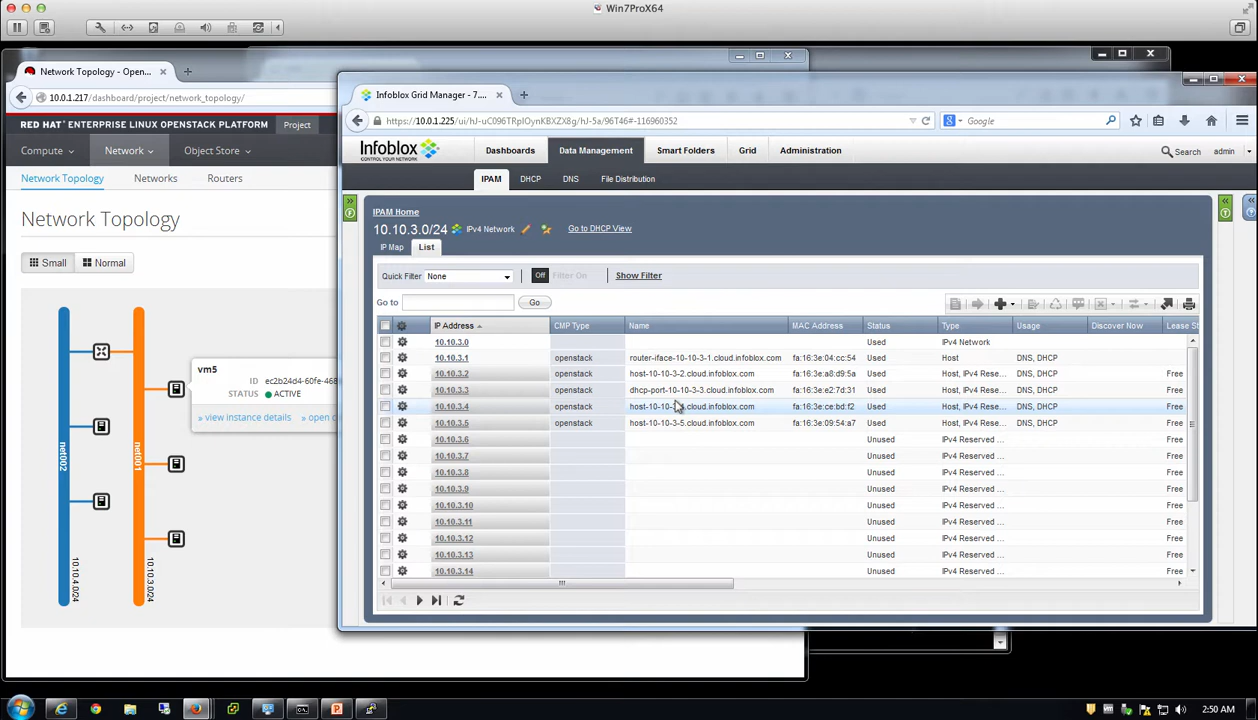 Win7ProX64
Network Topology - Open...
10.0.1.217/dashboard/project/network_topology/
RED HAT ENTERPRISE LINUX OPENSTACK PLATFORM Project
Compute Network Object Store
Network Topology Networks Routers
Network Topology
Small Normal
net002
10.10.4.0/24
net001
10.10.3.0/24
vm5
ID ec2b24d4-60fe-468
STATUS ACTIVE
» view instance details » open c
Infoblox Grid Manager - 7....
https://10.0.1.225/ui/
Google
Infoblox
CONTROL YOUR NETWORK
Dashboards Data Management Smart Folders Grid Administration
Search admin
IPAM DHCP DNS File Distribution
IPAM Home
10.10.3.0/24 IPv4 Network Go to DHCP View
IP Map List
Quick Filter None Off Filter On Show Filter
Go to Go
IP Address CMP Type Name MAC Address Status Type Usage Discover Now Lease St
10.10.3.0 Used IPv4 Network
10.10.3.1 openstack router-iface-10-10-3-1.cloud.infoblox.com fa:16:3e:04:cc:54 Used Host DNS, DHCP
10.10.3.2 openstack host-10-10-3-2.cloud.infoblox.com fa:16:3e:a8:d9:5a Used Host, IPv4 Rese... DNS, DHCP Free
10.10.3.3 openstack dhcp-port-10-10-3-3.cloud.infoblox.com fa:16:3e:e2:7d:31 Used Host, IPv4 Rese... DNS, DHCP Free
10.10.3.4 openstack host-10-10-3 .cloud.infoblox.com fa:16:3e:ce:bd:f2 Used Host, IPv4 Rese... DNS, DHCP Free
10.10.3.5 openstack host-10-10-3-5.cloud.infoblox.com fa:16:3e:09:54:a7 Used Host, IPv4 Rese... DNS, DHCP Free
10.10.3.6 Unused IPv4 Reserved ... Free
10.10.3.7 Unused IPv4 Reserved ... Free
10.10.3.8 Unused IPv4 Reserved ... Free
10.10.3.9 Unused IPv4 Reserved ... Free
10.10.3.10 Unused IPv4 Reserved ... Free
10.10.3.11 Unused IPv4 Reserved ... Free
10.10.3.12 Unused IPv4 Reserved ... Free
10.10.3.13 Unused IPv4 Reserved ... Free
10.10.3.14 Unused IPv4 Reserved ... Free
2:50 AM